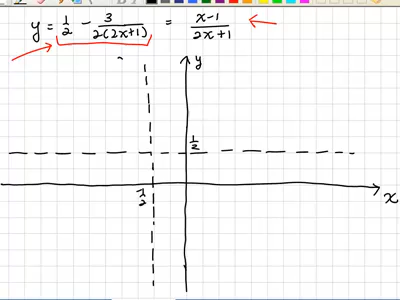 y = 1/2 - 3/(2(2x+1)) = (x-1)/(2x+1)
y
1/2
-1/2
x